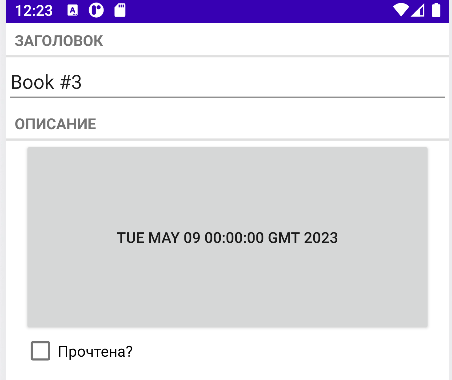 12:23
ЗАГОЛОВОК
Book #3
ОПИСАНИЕ
TUE MAY 09 00:00:00 GMT 2023
Прочтена?